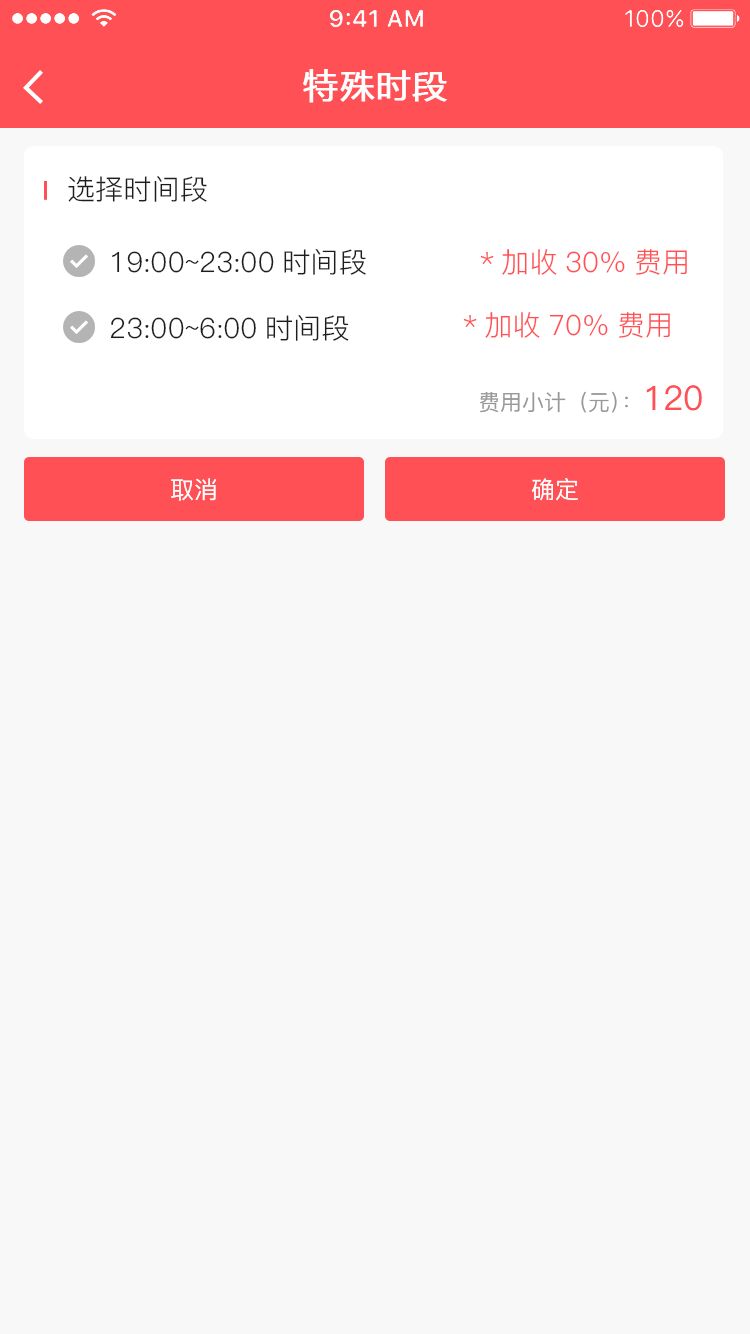 9:41 AM 100%
特殊时段
选择时间段
19:00~23:00 时间段 * 加收 30% 费用
23:00~6:00 时间段 * 加收 70% 费用
费用小计（元）: 120
取消 确定